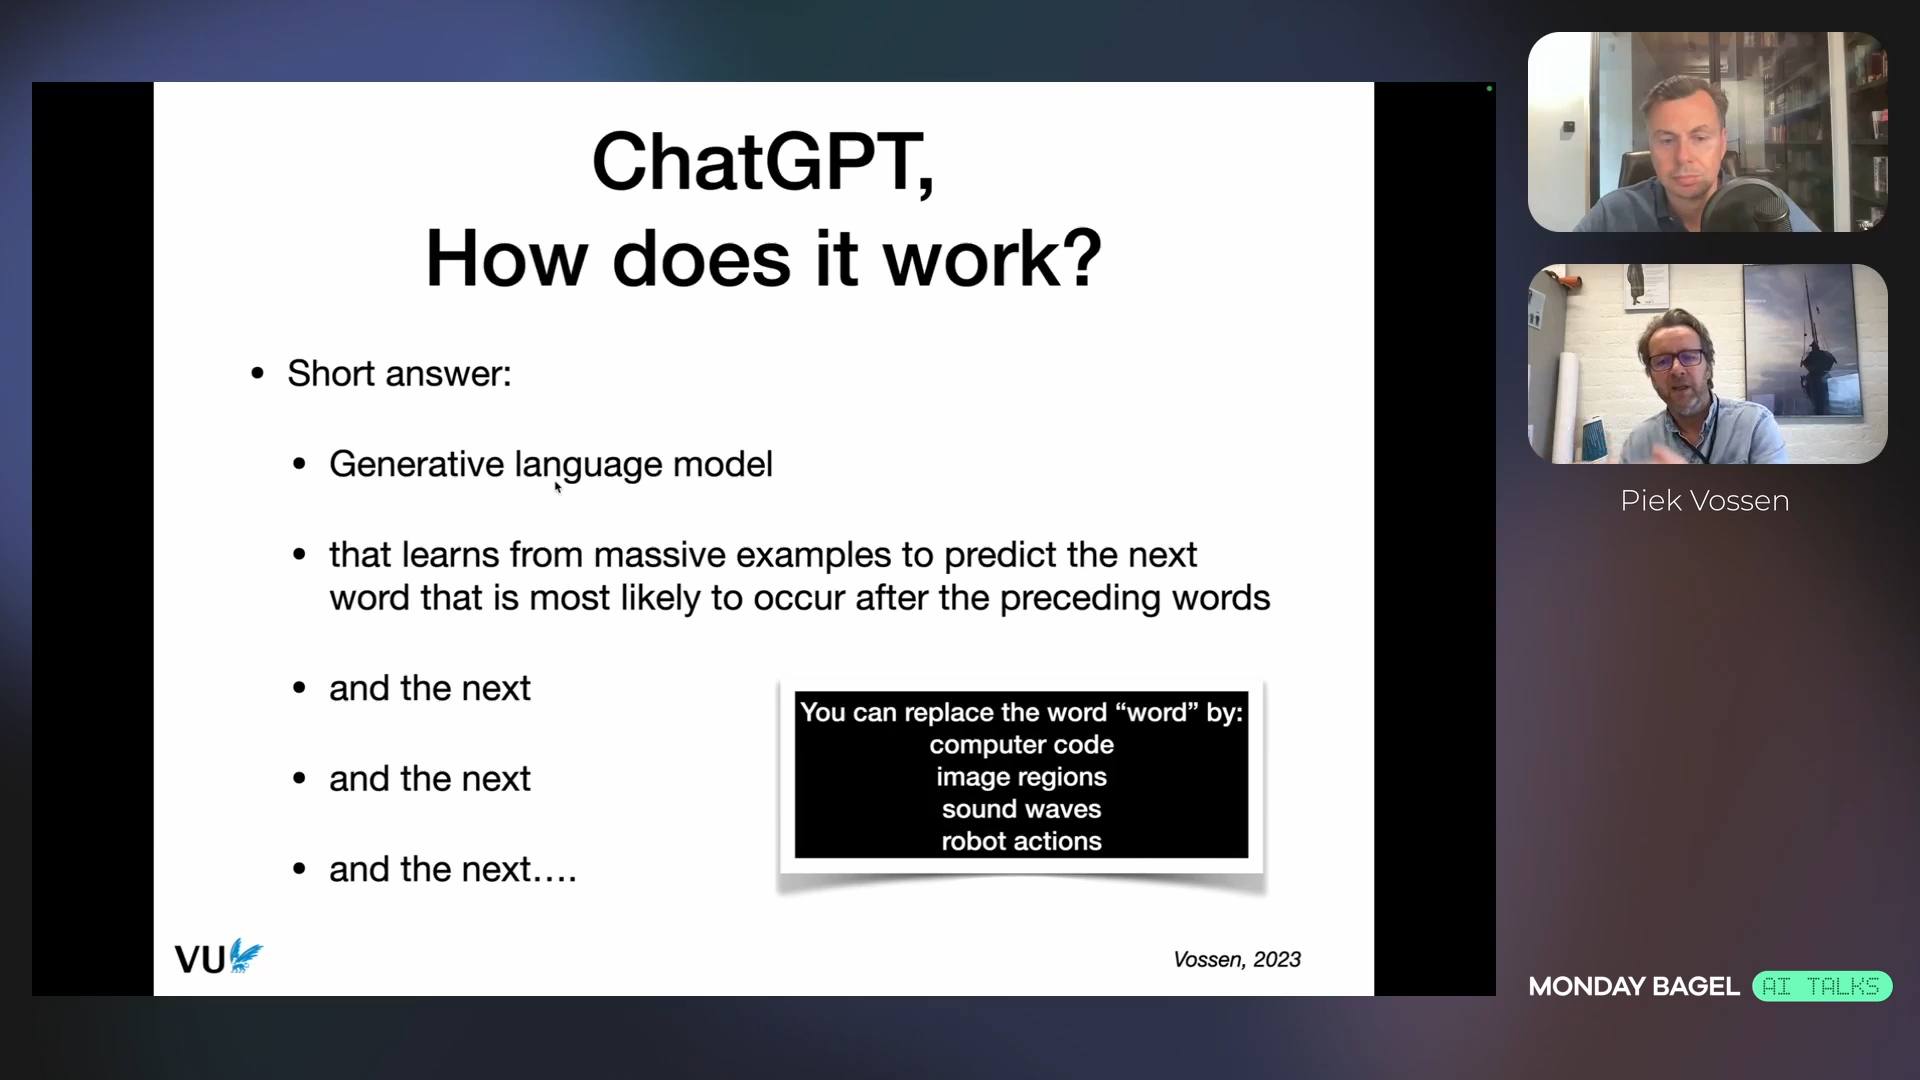 ChatGPT,
How does it work?
• Short answer:
• Generative language model
• that learns from massive examples to predict the next
word that is most likely to occur after the preceding words
• and the next
• and the next
• and the next….
You can replace the word “word” by:
computer code
image regions
sound waves
robot actions
VU
Vossen, 2023
Piek Vossen
MONDAY BAGEL AI TALKS